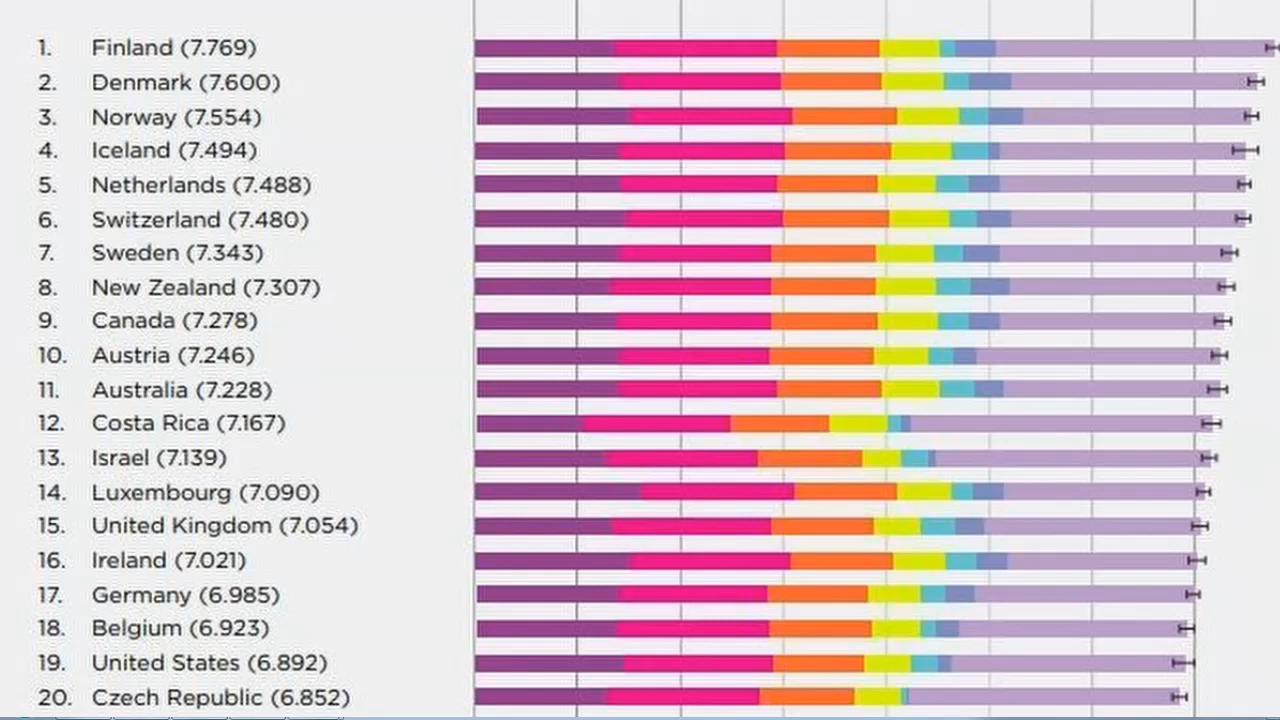 1. Finland (7.769)
2. Denmark (7.600)
3. Norway (7.554)
4. Iceland (7.494)
5. Netherlands (7.488)
6. Switzerland (7.480)
7. Sweden (7.343)
8. New Zealand (7.307)
9. Canada (7.278)
10. Austria (7.246)
11. Australia (7.228)
12. Costa Rica (7.167)
13. Israel (7.139)
14. Luxembourg (7.090)
15. United Kingdom (7.054)
16. Ireland (7.021)
17. Germany (6.985)
18. Belgium (6.923)
19. United States (6.892)
20. Czech Republic (6.852)